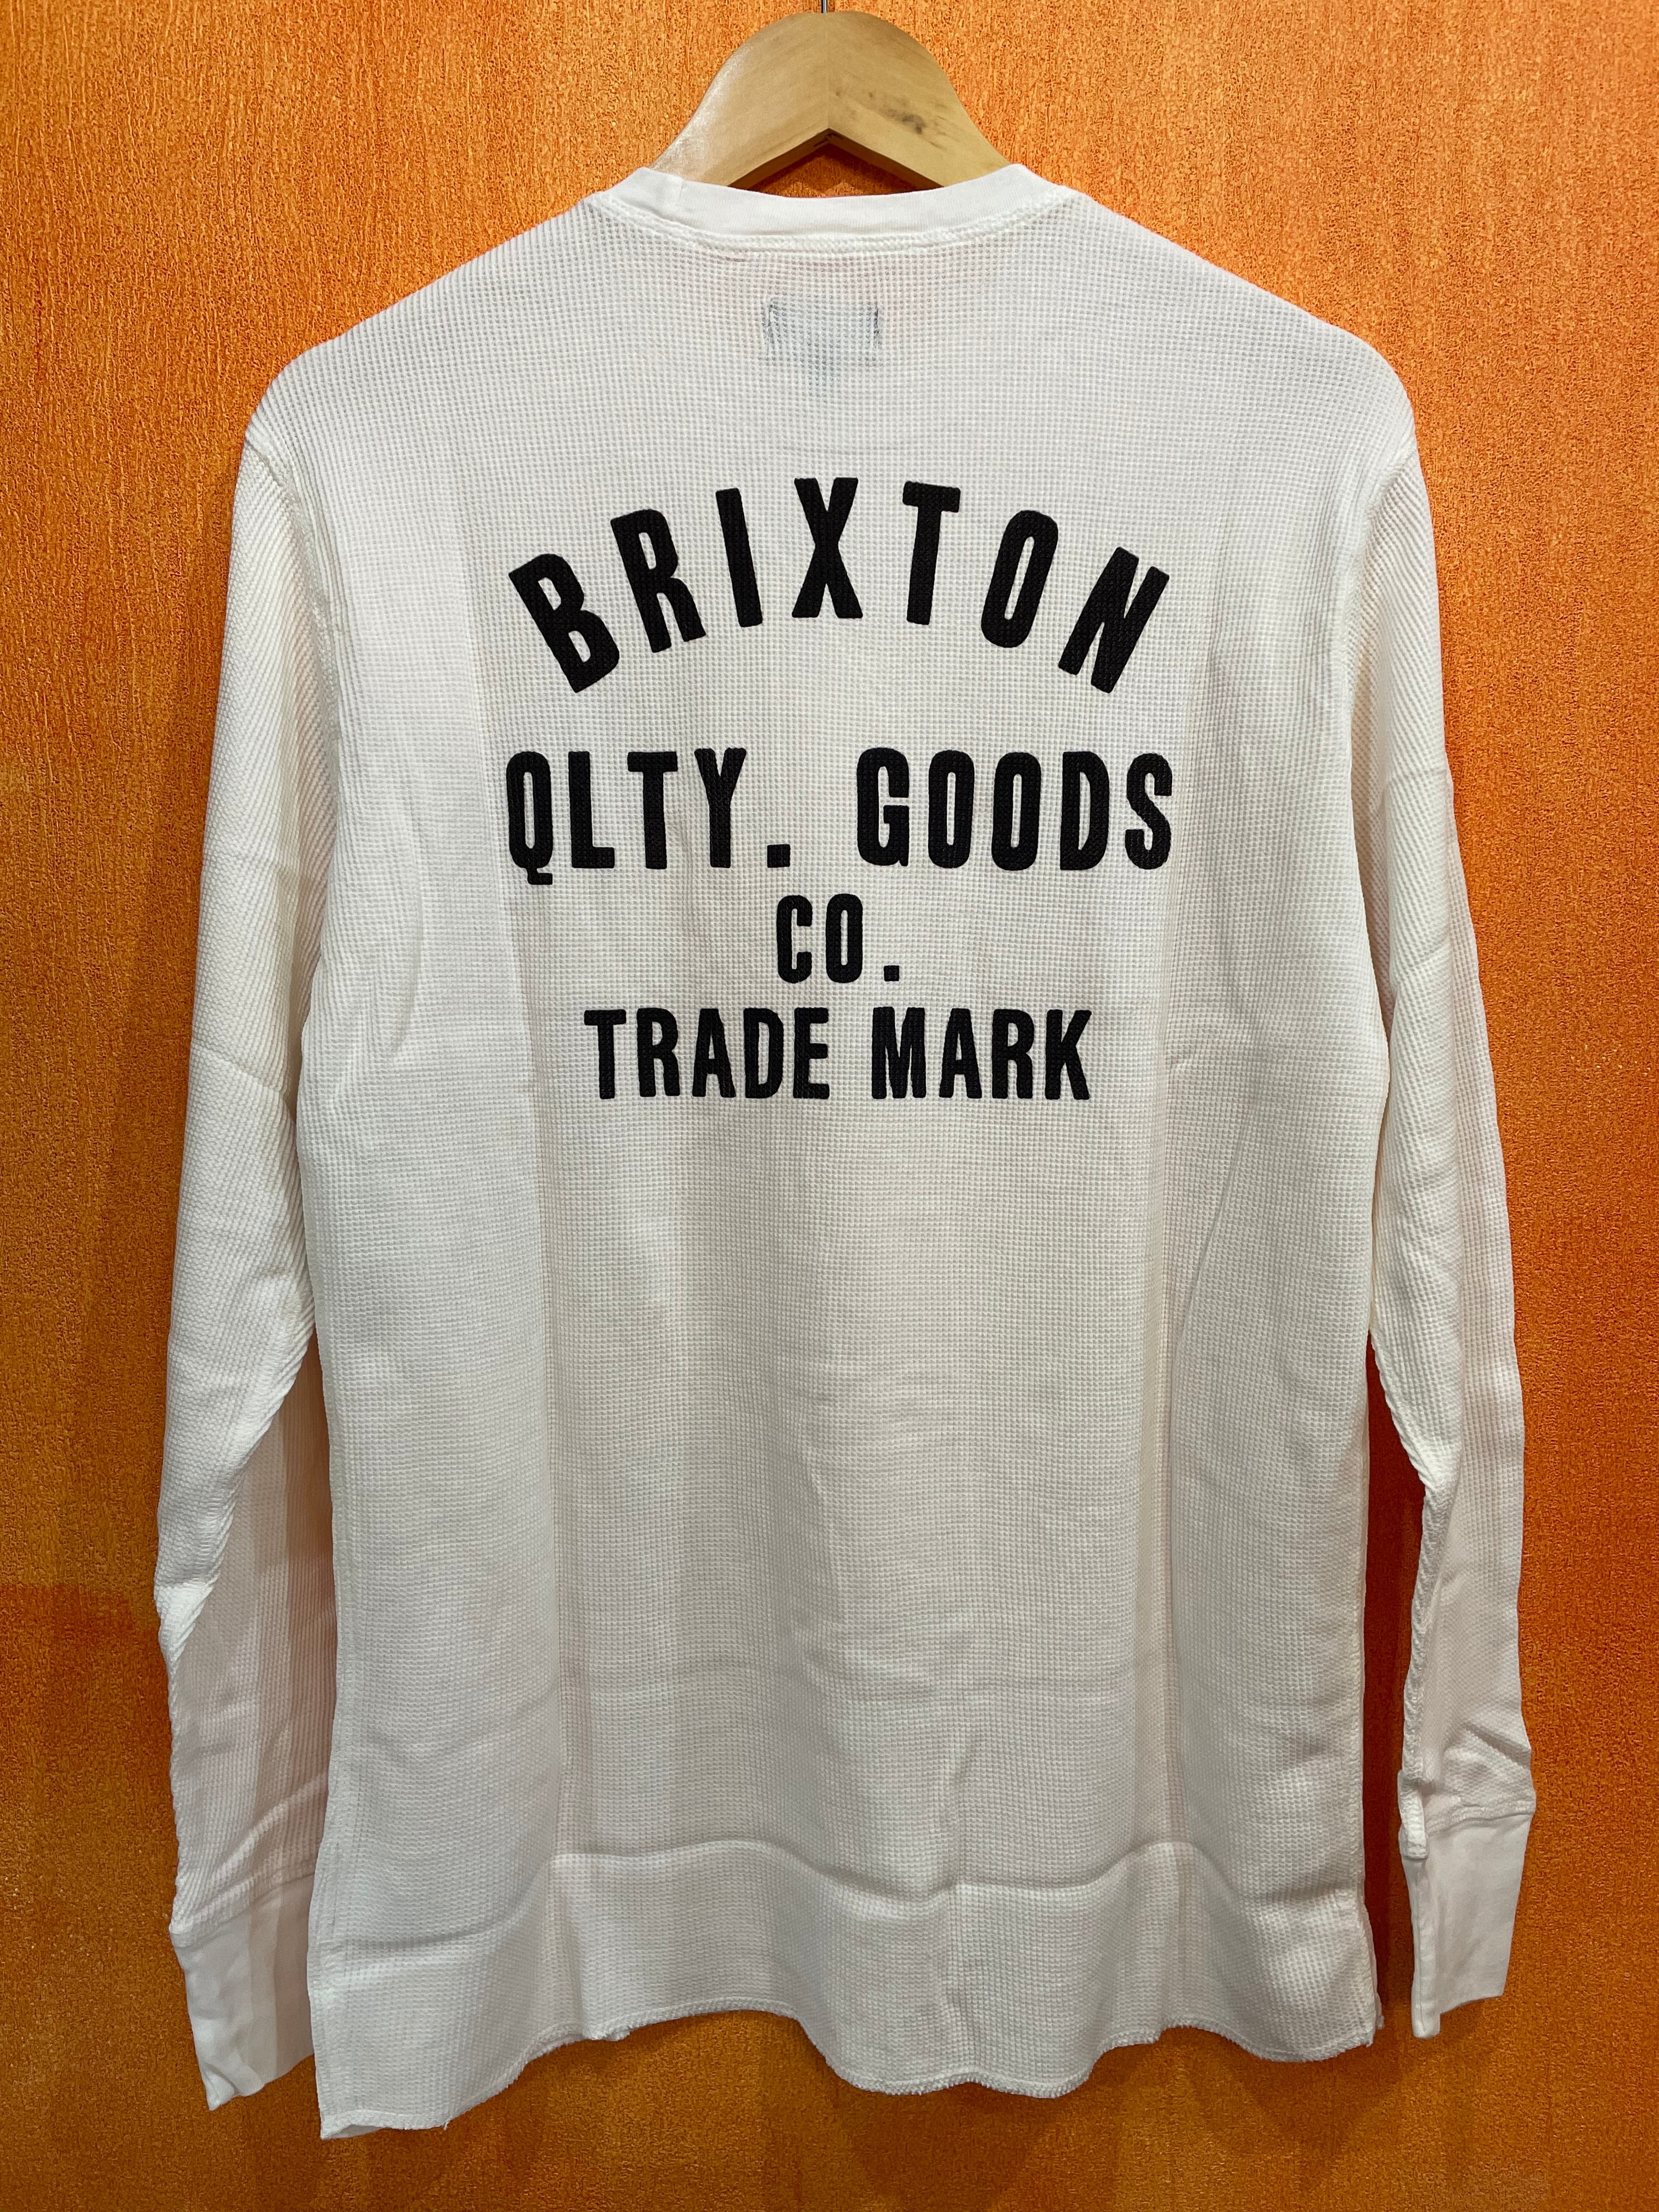 BRIXTON
QLTY. GOODS
CO.
TRADE MARK